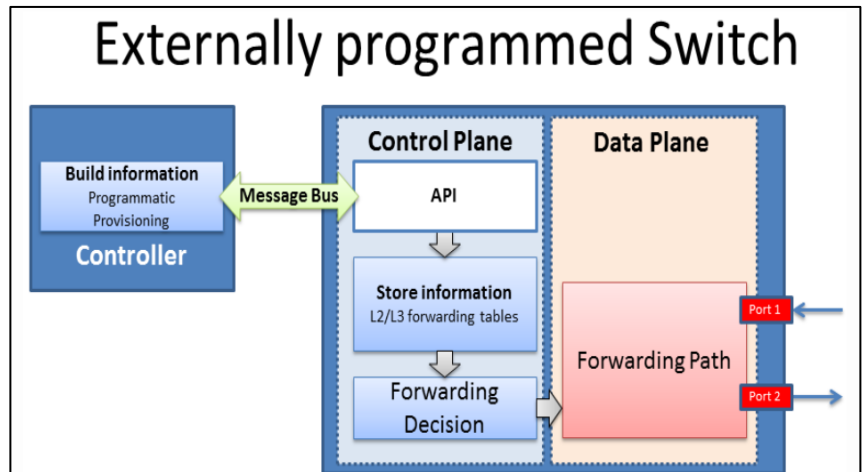 Externally programmed Switch
Build information
Programmatic
Provisioning
Controller
Message Bus
Control Plane
API
Store information
L2/L3 forwarding tables
Forwarding
Decision
Data Plane
Forwarding Path
Port 1
Port 2